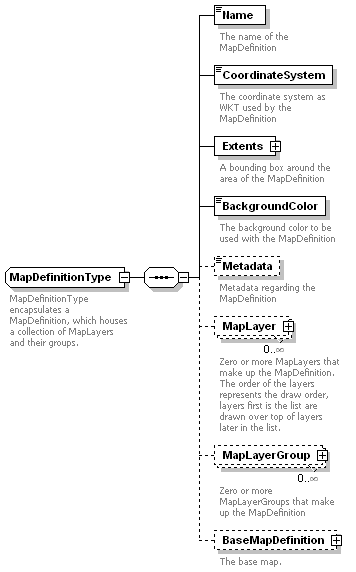 Name
The name of the
MapDefinition
CoordinateSystem
The coordinate system as
WKT used by the
MapDefinition
Extents
A bounding box around the
area of the MapDefinition
BackgroundColor
The background color to be
used with the MapDefinition
MapDefinitionType
MapDefinitionType
encapsulates a
MapDefinition, which houses
a collection of MapLayers
and their groups.
Metadata
Metadata regarding the
MapDefinition
MapLayer
0..∞
Zero or more MapLayers that
make up the MapDefinition.
The order of the layers
represents the draw order,
layers first is the list are
drawn over top of layers
later in the list.
MapLayerGroup
0..∞
Zero or more
MapLayerGroups that make
up the MapDefinition
BaseMapDefinition
The base map.